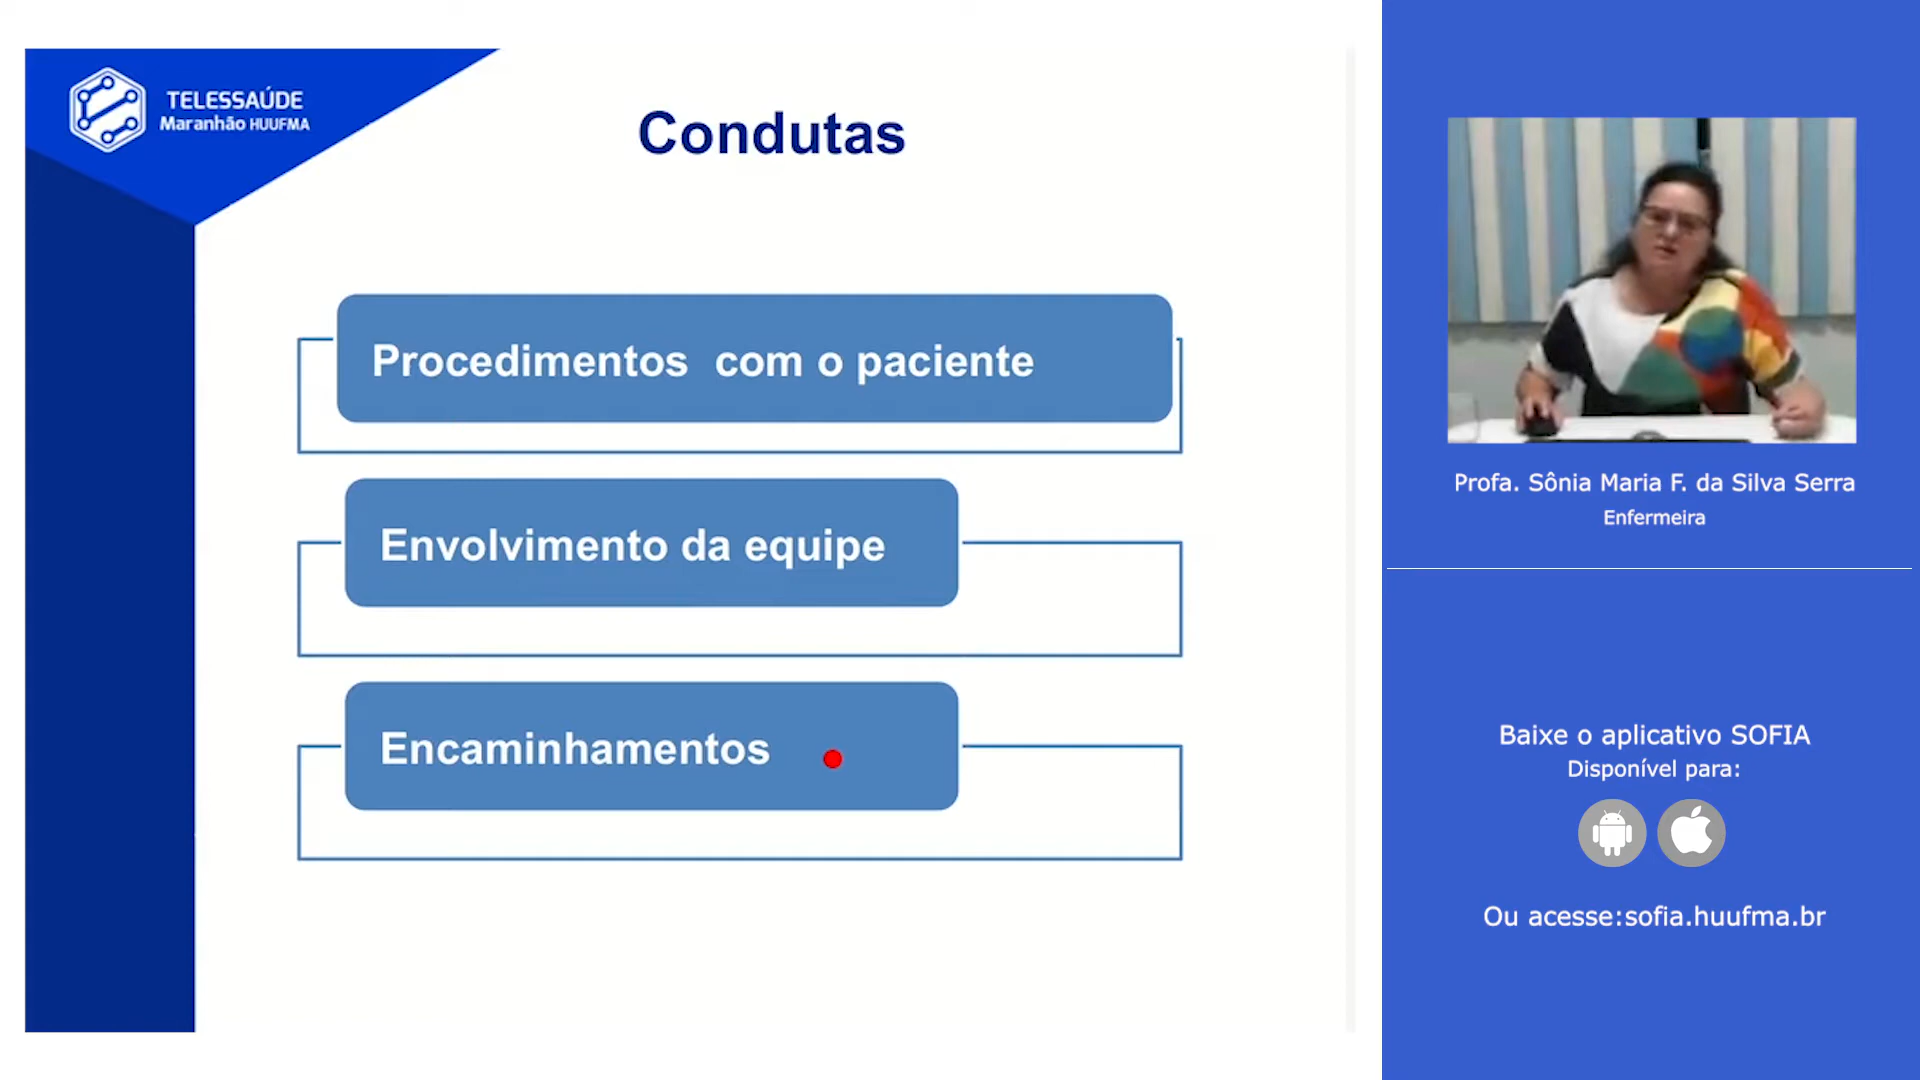 TELESSAÚDE
Maranhão HUUFMA
Condutas
Procedimentos com o paciente
Envolvimento da equipe
Encaminhamentos
Profa. Sônia Maria F. da Silva Serra
Enfermeira
Baixe o aplicativo SOFIA
Disponível para:
Ou acesse:sofia.huufma.br